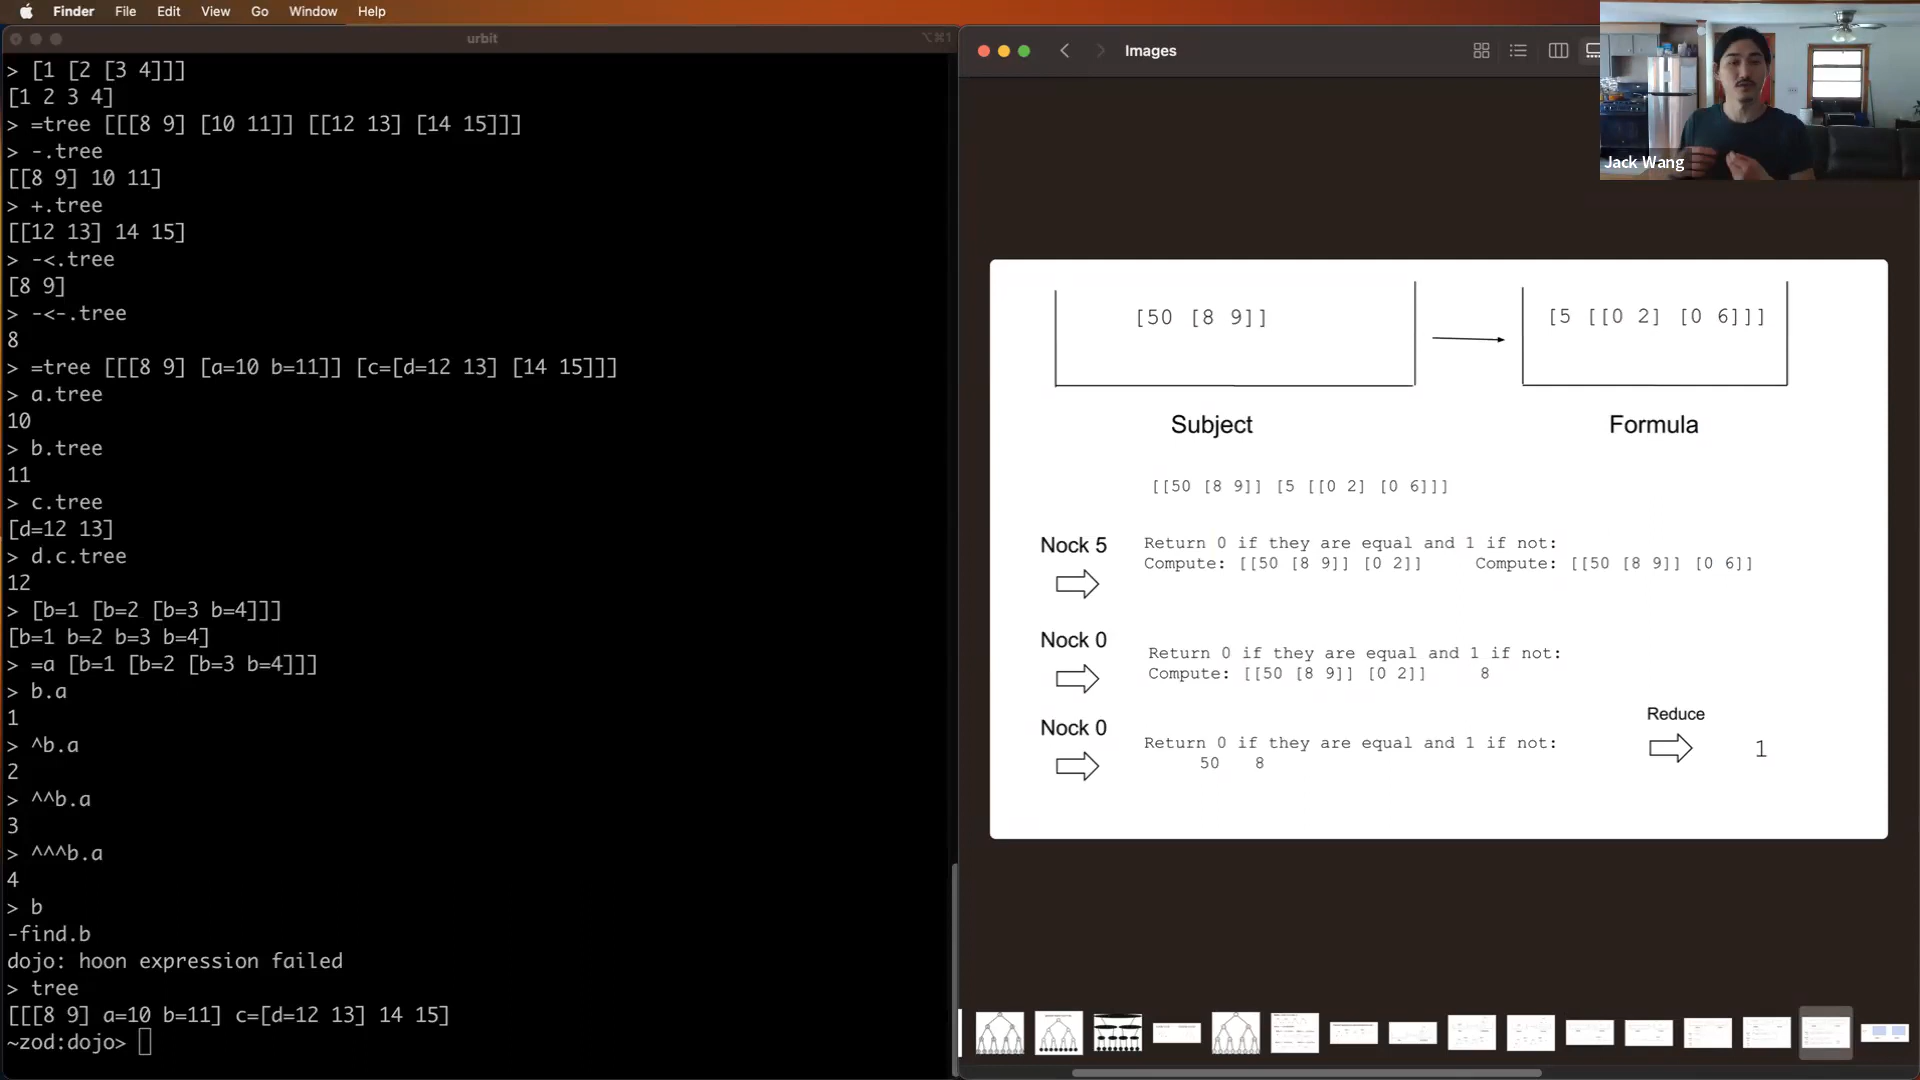 Finder File Edit View Go Window Help
urbit ⌥⌘1
> [1 [2 [3 4]]]
[1 2 3 4]
> =tree [[[8 9] [10 11]] [[12 13] [14 15]]]
> -.tree
[[8 9] 10 11]
> +.tree
[[12 13] 14 15]
> -<.tree
[8 9]
> -<-.tree
8
> =tree [[[8 9] [a=10 b=11]] [c=[d=12 13] [14 15]]]
> a.tree
10
> b.tree
11
> c.tree
[d=12 13]
> d.c.tree
12
> [b=1 [b=2 [b=3 b=4]]]
[b=1 b=2 b=3 b=4]
> =a [b=1 [b=2 [b=3 b=4]]]
> b.a
1
> ^b.a
2
> ^^b.a
3
> ^^^b.a
4
> b
-find.b
dojo: hoon expression failed
> tree
[[[8 9] a=10 b=11] c=[d=12 13] 14 15]
~zod:dojo>
Images
Jack Wang
[50 [8 9]]
[5 [[0 2] [0 6]]]
Subject
Formula
[[50 [8 9]] [5 [[0 2] [0 6]]]
Nock 5
Return 0 if they are equal and 1 if not:
Compute: [[50 [8 9]] [0 2]] Compute: [[50 [8 9]] [0 6]]
Nock 0
Return 0 if they are equal and 1 if not:
Compute: [[50 [8 9]] [0 2]] 8
Nock 0
Return 0 if they are equal and 1 if not:
50 8
Reduce
1